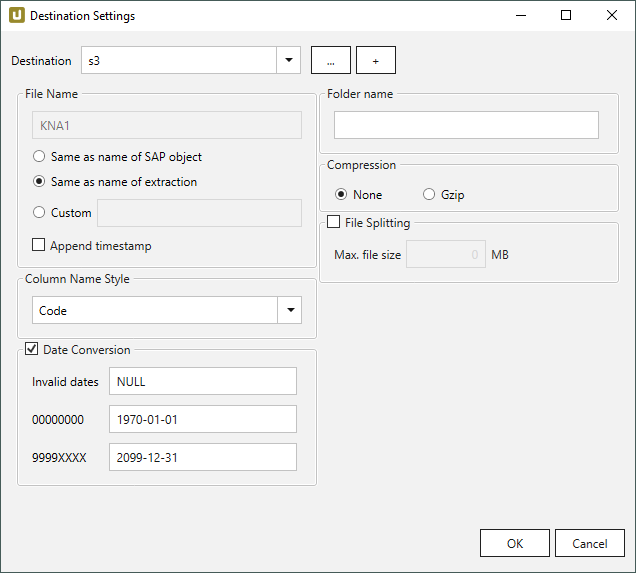 Destination Settings
Destination s3 ... +
File Name
KNA1
Same as name of SAP object
Same as name of extraction
Custom
Append timestamp
Column Name Style
Code
Date Conversion
Invalid dates NULL
00000000 1970-01-01
9999XXXX 2099-12-31
Folder name
Compression
None Gzip
File Splitting
Max. file size 0 MB
OK Cancel